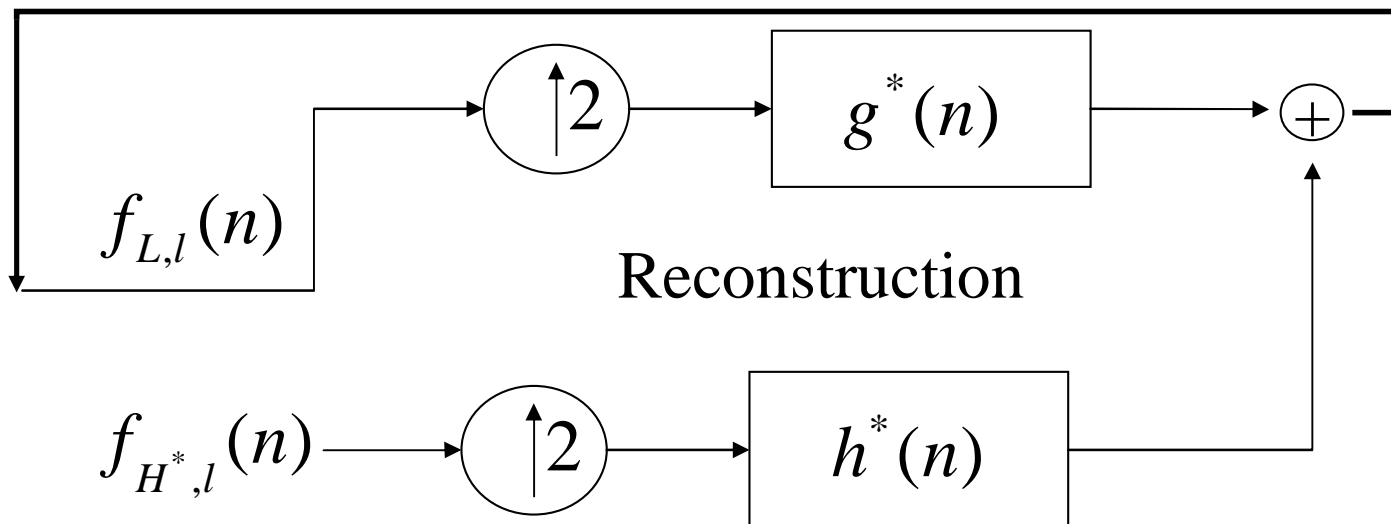 ↑2
g*(n)
+
f_{L,l}(n)
Reconstruction
f_{H*,l}(n)
↑2
h*(n)